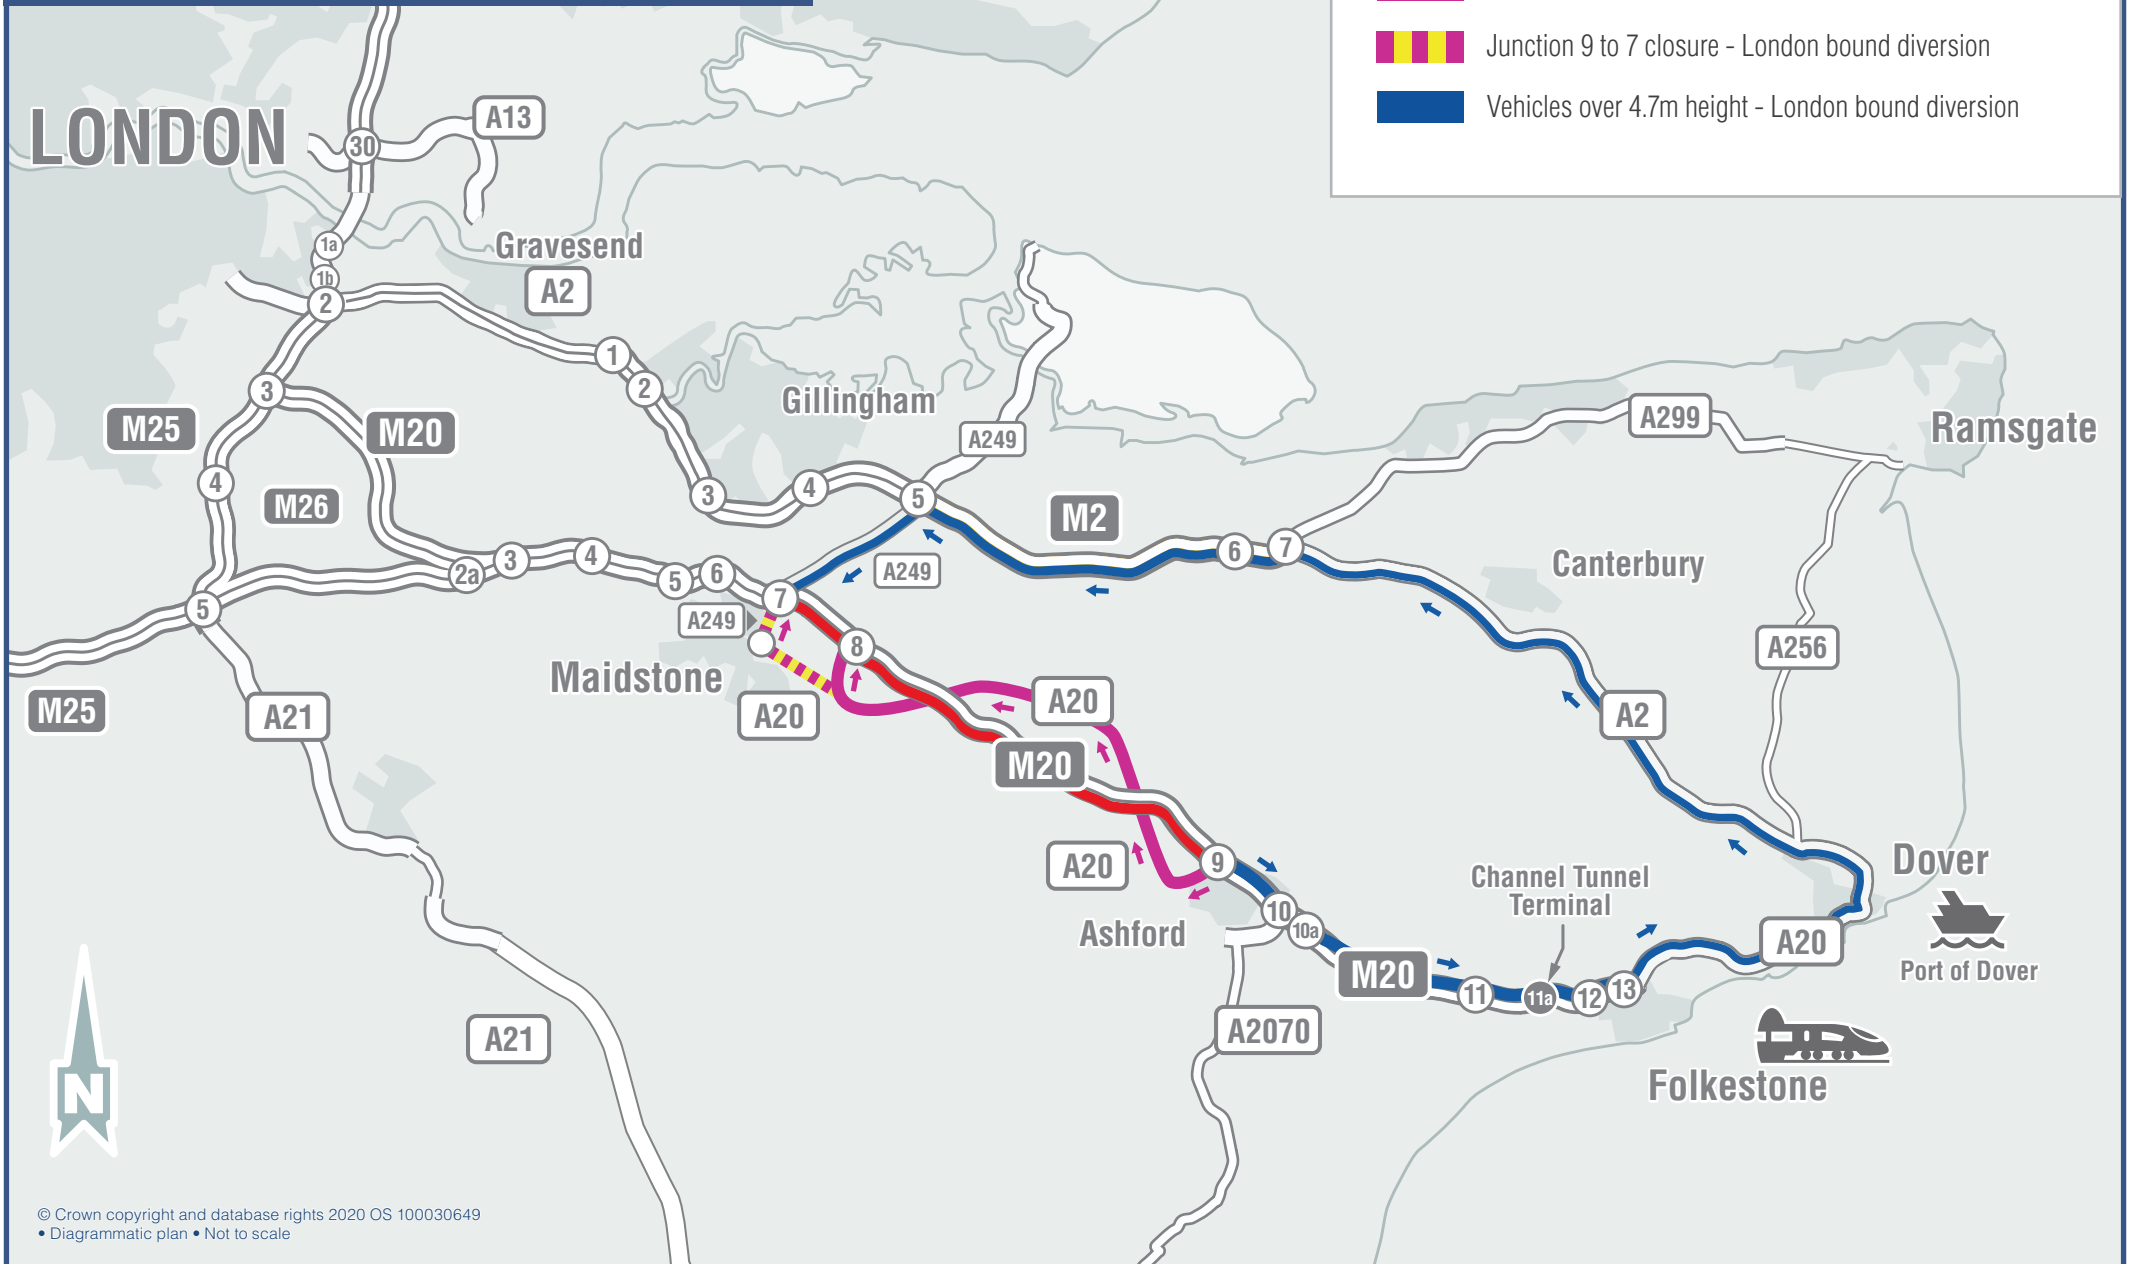 Junction 9 to 7 closure - London bound diversion
Vehicles over 4.7m height - London bound diversion
LONDON
A13
30
1a
1b
2
Gravesend
A2
1
2
3
M25
M20
4
M26
Gillingham
A249
A299
Ramsgate
3
4
5
M2
6
7
Canterbury
2a
3
4
5
6
A249
7
5
A249
8
Maidstone
A256
M25
A21
A20
A20
A2
M20
9
A20
Dover
Channel Tunnel
Terminal
10
10a
Ashford
A20
Port of Dover
M20
11
11a
12
13
A2070
A21
Folkestone
N
© Crown copyright and database rights 2020 OS 100030649
• Diagrammatic plan • Not to scale